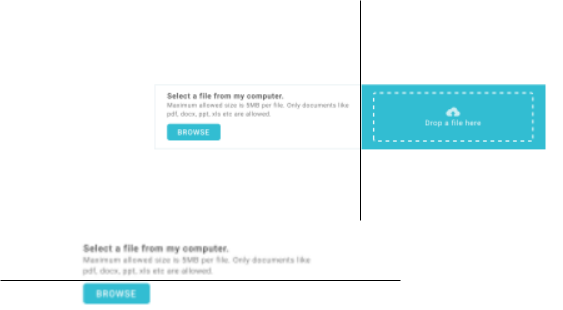 Select a file from my computer.
Maximum allowed size is 5MB per file. Only documents like
pdf, docx, ppt, xls etc are allowed.
BROWSE
Drop a file here
Select a file from my computer.
Maximum allowed size is 5MB per file. Only documents like
pdf, docx, ppt, xls etc are allowed.
BROWSE